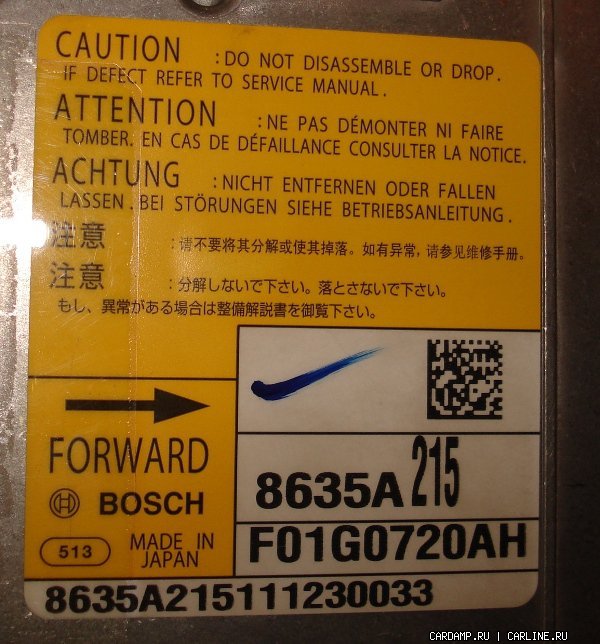 CAUTION :DO NOT DISASSEMBLE OR DROP.
IF DEFECT REFER TO SERVICE MANUAL.
ATTENTION :NE PAS DÉMONTER NI FAIRE
TOMBER. EN CAS DE DÉFAILLANCE CONSULTER LA NOTICE.
ACHTUNG :NICHT ENTFERNEN ODER FALLEN
LASSEN. BEI STÖRUNGEN SIEHE BETRIEBSANLEITUNG.
注意 :请不要将其分解或使其掉落。如有异常,请参见维修手册。
注意 :分解しないで下さい。落とさないで下さい。
もし、異常がある場合は整備解説書を御覧下さい。
FORWARD
8635A 215
BOSCH
F01G0720AH
513 MADE IN
JAPAN
8635A215111230033
CARDAMP.RU | CARLINE.RU